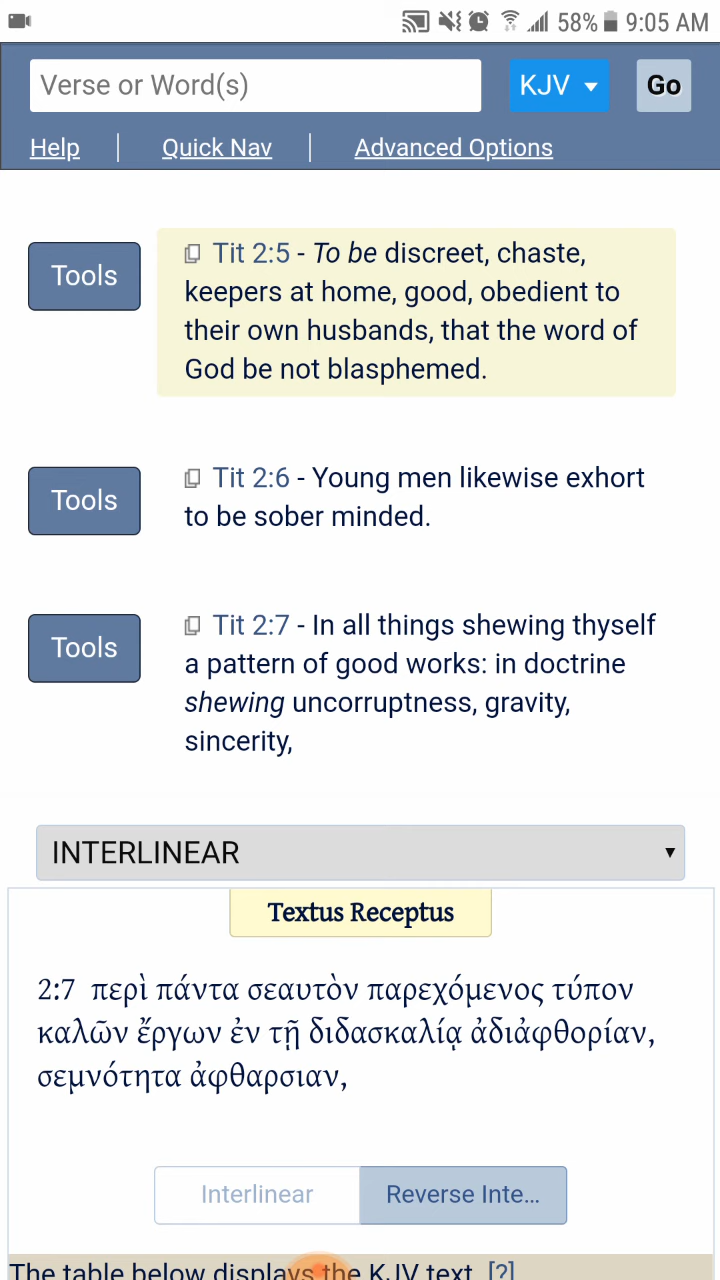 58% 9:05 AM
Verse or Word(s)
KJV
Go
Help
Quick Nav
Advanced Options
Tools
Tit 2:5 - To be discreet, chaste,
keepers at home, good, obedient to
their own husbands, that the word of
God be not blasphemed.
Tools
Tit 2:6 - Young men likewise exhort
to be sober minded.
Tools
Tit 2:7 - In all things shewing thyself
a pattern of good works: in doctrine
shewing uncorruptness, gravity,
sincerity,
INTERLINEAR
Textus Receptus
2:7 περὶ πάντα σεαυτὸν παρεχόμενος τύπον
καλῶν ἔργων ἐν τῇ διδασκαλίᾳ ἀδιἀφθορίαν,
σεμνότητα ἀφθαρσιαν,
Interlinear
Reverse Inte...
The table below displays the KJV text [?]